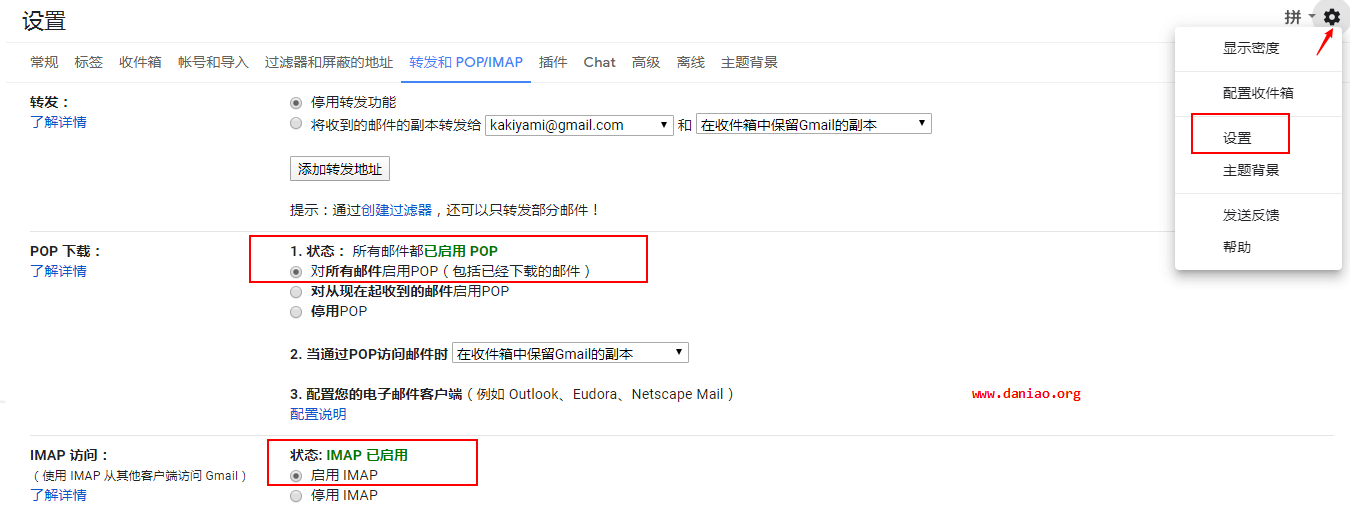 设置
拼
常规 标签 收件箱 帐号和导入 过滤器和屏蔽的地址 转发和 POP/IMAP 插件 Chat 高级 离线 主题背景
显示密度
配置收件箱
设置
主题背景
发送反馈
帮助
转发：
了解详情
停用转发功能
将收到的邮件的副本转发给 kakiyami@gmail.com 和 在收件箱中保留Gmail的副本
添加转发地址
提示：通过创建过滤器，还可以只转发部分邮件！
POP 下载：
了解详情
1. 状态： 所有邮件都已启用 POP
对所有邮件启用POP（包括已经下载的邮件）
对从现在起收到的邮件启用POP
停用POP
2. 当通过POP访问邮件时 在收件箱中保留Gmail的副本
3. 配置您的电子邮件客户端（例如 Outlook、Eudora、Netscape Mail）
配置说明
www.daniao.org
IMAP 访问：
（使用 IMAP 从其他客户端访问 Gmail）
了解详情
状态: IMAP 已启用
启用 IMAP
停用 IMAP